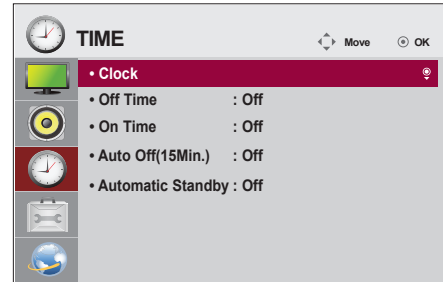 TIME Move OK
• Clock
• Off Time : Off
• On Time : Off
• Auto Off(15Min.) : Off
• Automatic Standby : Off